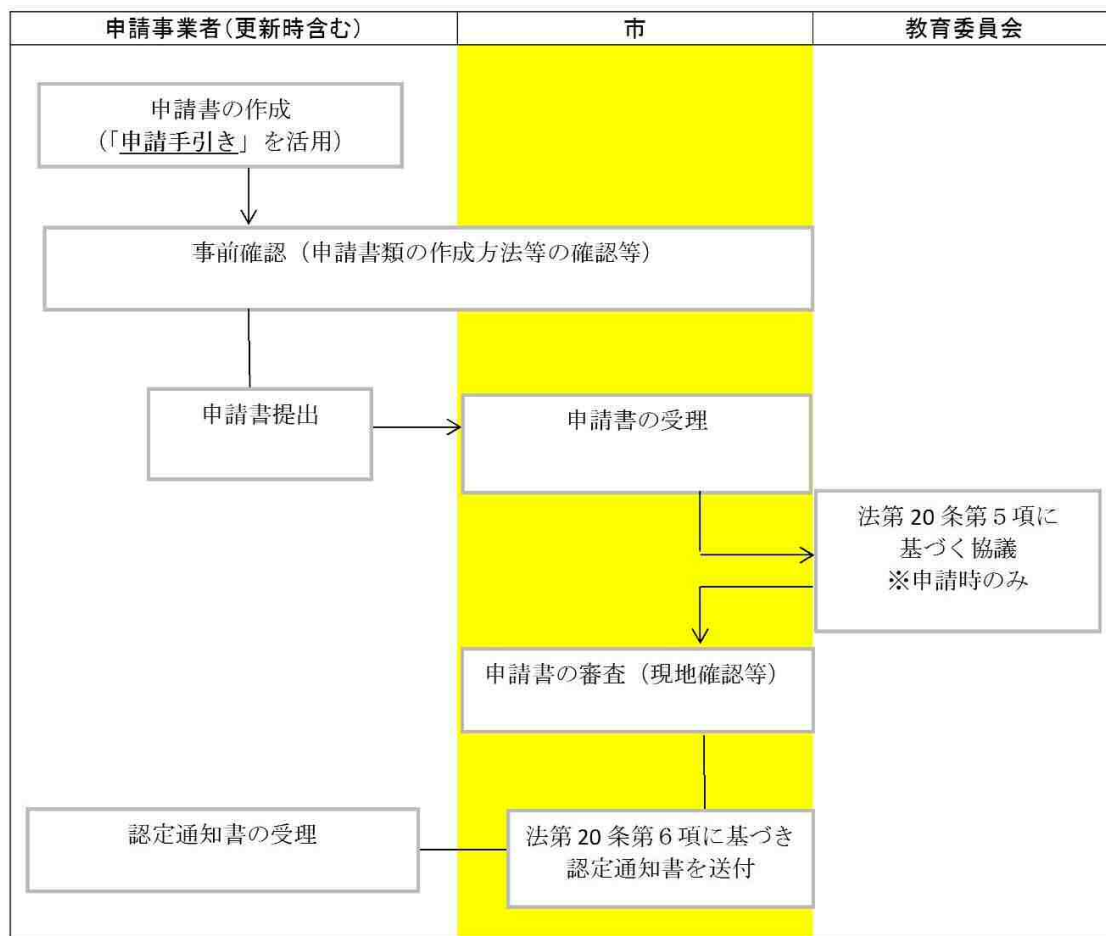 申請事業者（更新時含む）
市
教育委員会
申請書の作成
（「申請手引き」を活用）
事前確認（申請書類の作成方法等の確認等）
申請書提出
申請書の受理
法第 20 条第５項に
基づく協議
※申請時のみ
申請書の審査（現地確認等）
認定通知書の受理
法第 20 条第６項に基づき
認定通知書を送付